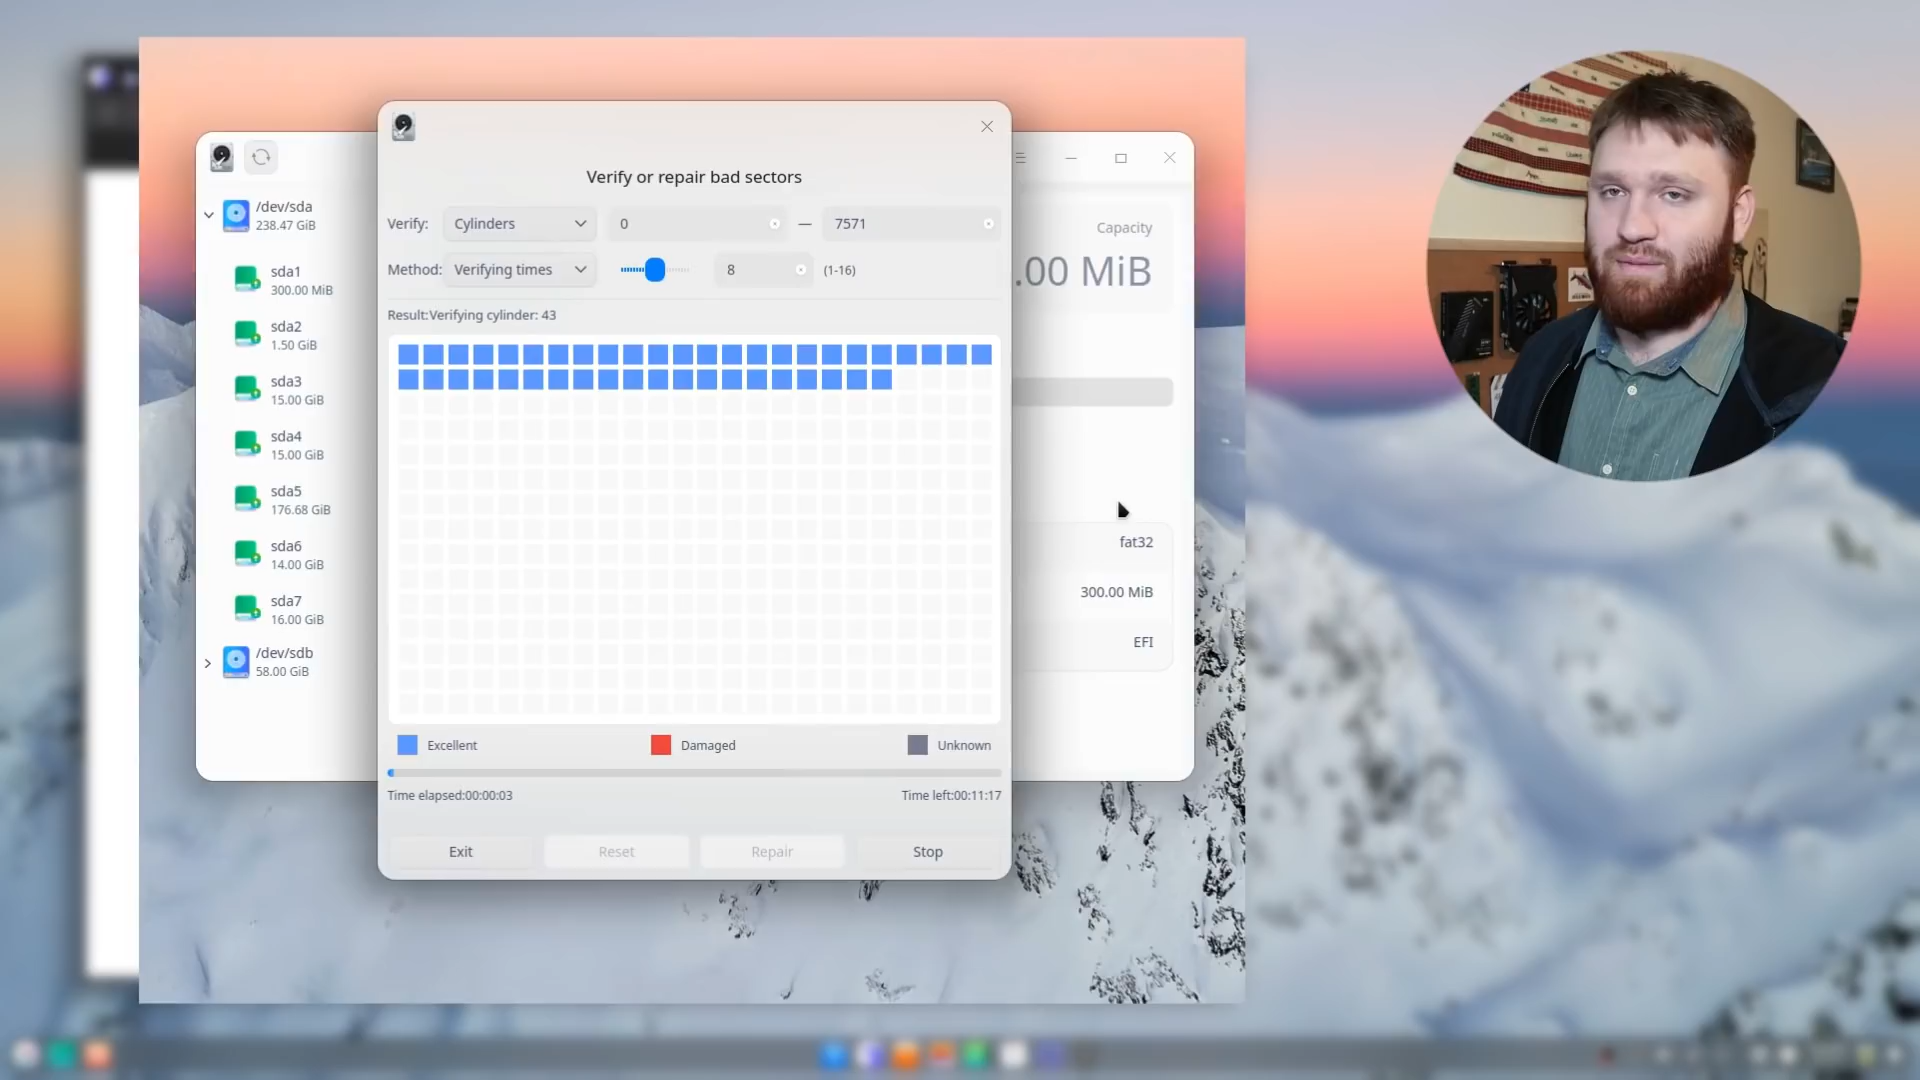 Verify or repair bad sectors
/dev/sda
238.47 GiB
sda1
300.00 MiB
sda2
1.50 GiB
sda3
15.00 GiB
sda4
15.00 GiB
sda5
176.68 GiB
sda6
14.00 GiB
sda7
16.00 GiB
/dev/sdb
58.00 GiB
Verify: Cylinders 0 — 7571
Method: Verifying times 8 (1-16)
Result:Verifying cylinder: 43
Excellent Damaged Unknown
Time elapsed:00:00:03 Time left:00:11:17
Exit Reset Repair Stop
Capacity
.00 MiB
fat32
300.00 MiB
EFI